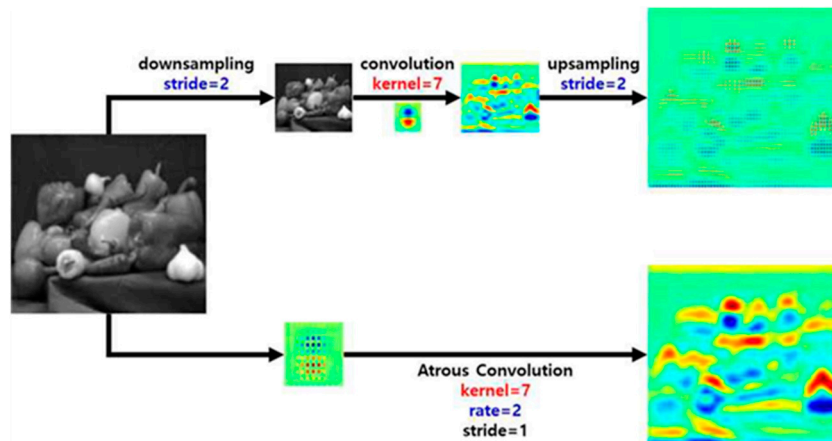 downsampling
stride=2
convolution
kernel=7
upsampling
stride=2
Atrous Convolution
kernel=7
rate=2
stride=1